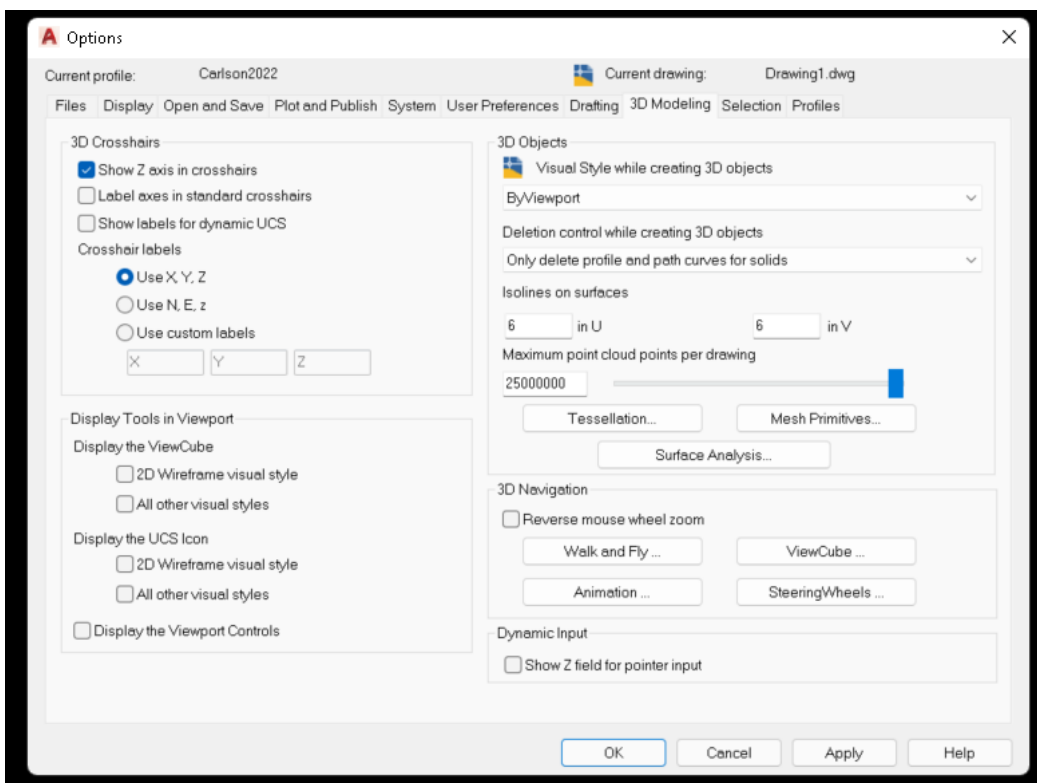 Options
Current profile: Carlson2022 Current drawing: Drawing1.dwg
Files Display Open and Save Plot and Publish System User Preferences Drafting 3D Modeling Selection Profiles
3D Crosshairs
Show Z axis in crosshairs
Label axes in standard crosshairs
Show labels for dynamic UCS
Crosshair labels
Use X, Y, Z
Use N, E, z
Use custom labels
X Y Z
Display Tools in Viewport
Display the ViewCube
2D Wireframe visual style
All other visual styles
Display the UCS Icon
2D Wireframe visual style
All other visual styles
Display the Viewport Controls
3D Objects
Visual Style while creating 3D objects
ByViewport
Deletion control while creating 3D objects
Only delete profile and path curves for solids
Isolines on surfaces
6 in U 6 in V
Maximum point cloud points per drawing
25000000
Tessellation... Mesh Primitives...
Surface Analysis...
3D Navigation
Reverse mouse wheel zoom
Walk and Fly ... ViewCube ...
Animation ... SteeringWheels ...
Dynamic Input
Show Z field for pointer input
OK Cancel Apply Help